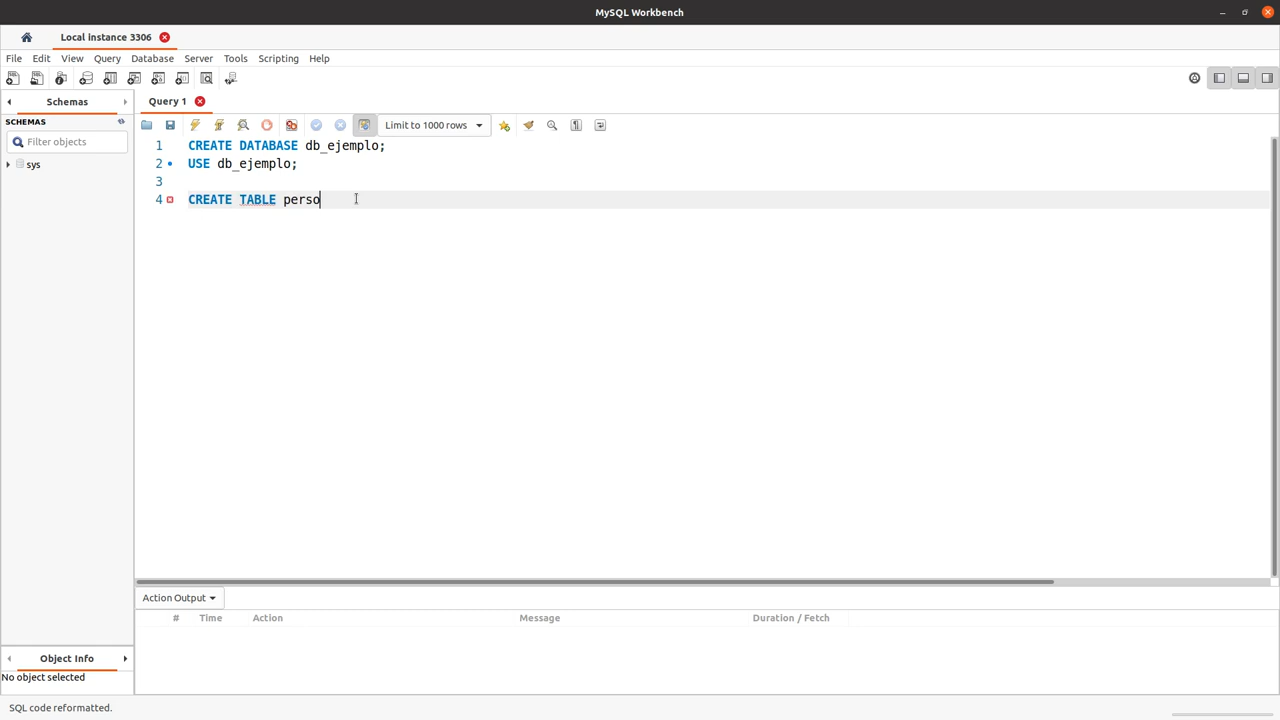 MySQL Workbench
Local instance 3306
File Edit View Query Database Server Tools Scripting Help
Schemas
Query 1
SCHEMAS
Filter objects
sys
Limit to 1000 rows
1 CREATE DATABASE db_ejemplo;
2 USE db_ejemplo;
3
4 CREATE TABLE perso
Action Output
# Time Action Message Duration / Fetch
Object Info
No object selected
SQL code reformatted.